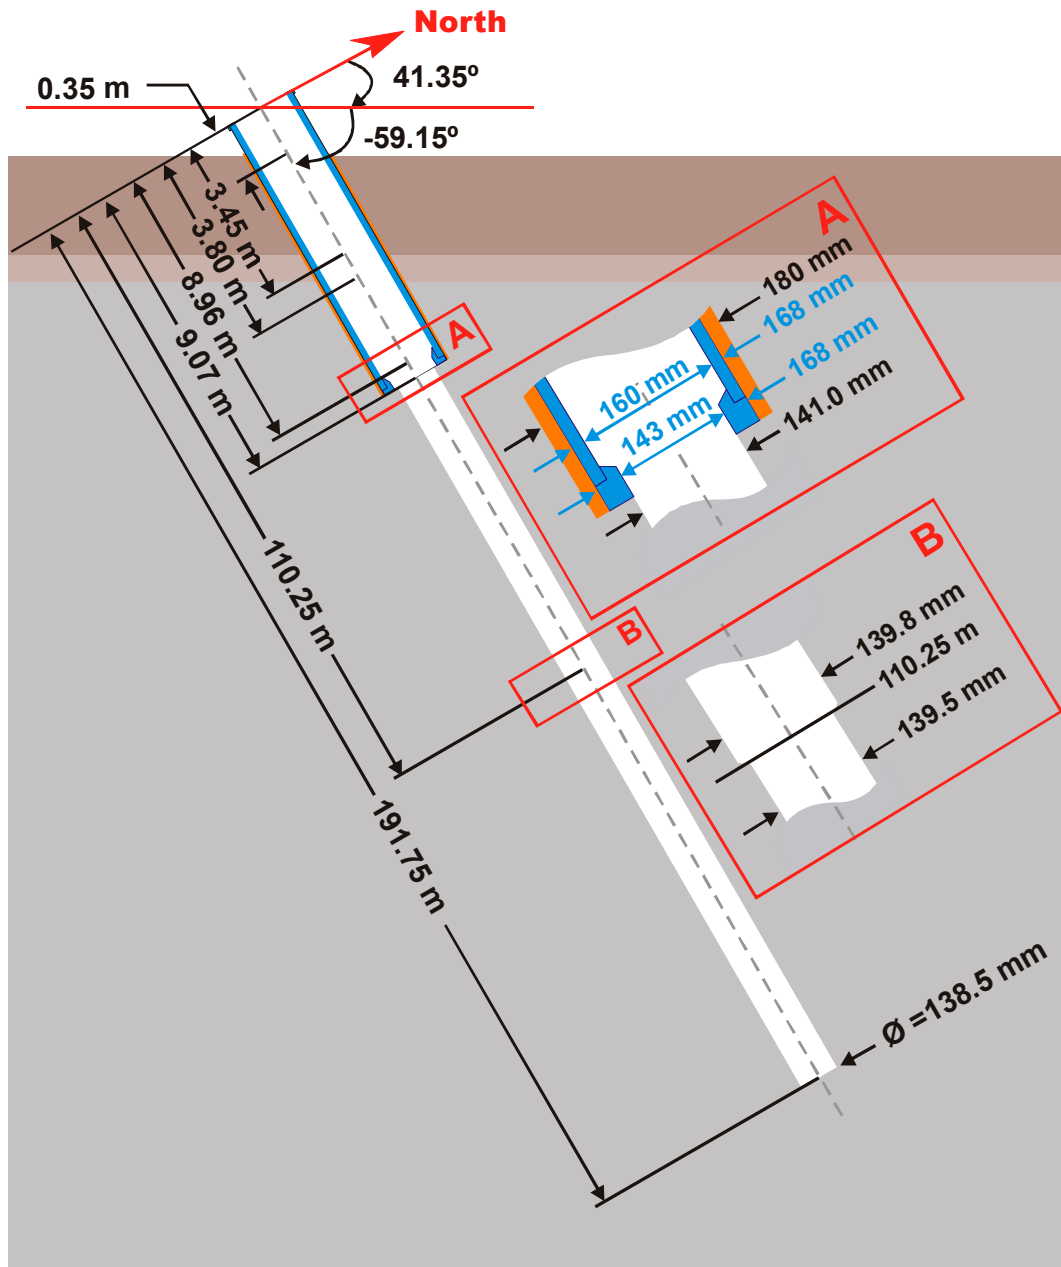 North
41.35º
0.35 m
-59.15º
3.45 m
3.80 m
8.96 m
9.07 m
110.25 m
191.75 m
A
B
A
180 mm
168 mm
168 mm
160 mm
143 mm
141.0 mm
B
139.8 mm
110.25 m
139.5 mm
Ø =138.5 mm